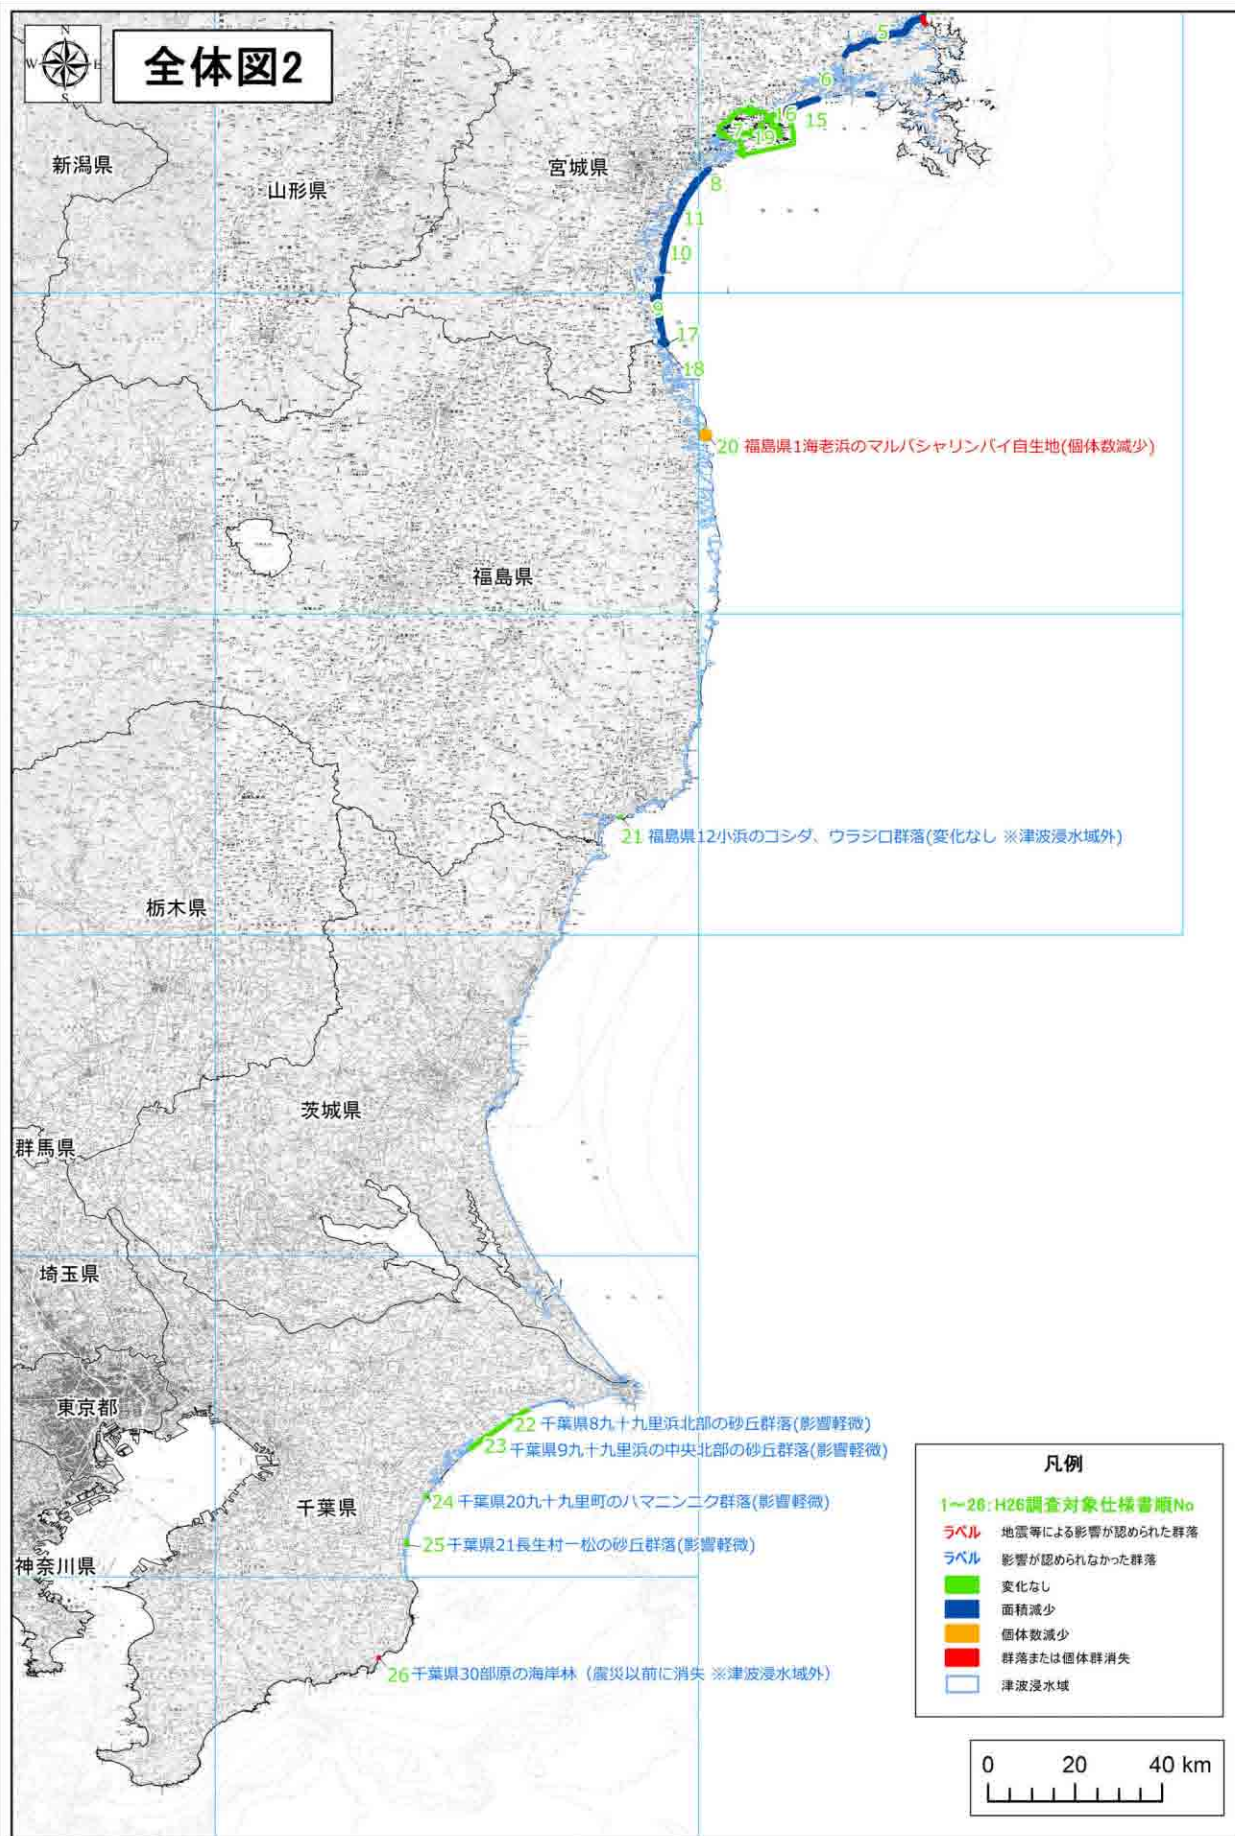 N
W
E
S
全体図2
5
6
16
15
7
19
新潟県
山形県
宮城県
8
11
10
9
17
18
20 福島県1海老浜のマルバシャリンバイ自生地(個体数減少)
福島県
21 福島県12小浜のコシダ、ウラジロ群落(変化なし ※津波浸水域外)
栃木県
茨城県
群馬県
埼玉県
東京都
22 千葉県8九十九里浜北部の砂丘群落(影響軽微)
23 千葉県9九十九里浜の中央北部の砂丘群落(影響軽微)
24 千葉県20九十九里町のハマニンニク群落(影響軽微)
千葉県
25 千葉県21長生村一松の砂丘群落(影響軽微)
神奈川県
26 千葉県30部原の海岸林（震災以前に消失 ※津波浸水域外）
凡例
1～26:H26調査対象仕様書順No
ラベル 地震等による影響が認められた群落
ラベル 影響が認められなかった群落
変化なし
面積減少
個体数減少
群落または個体群消失
津波浸水域
0 20 40 km